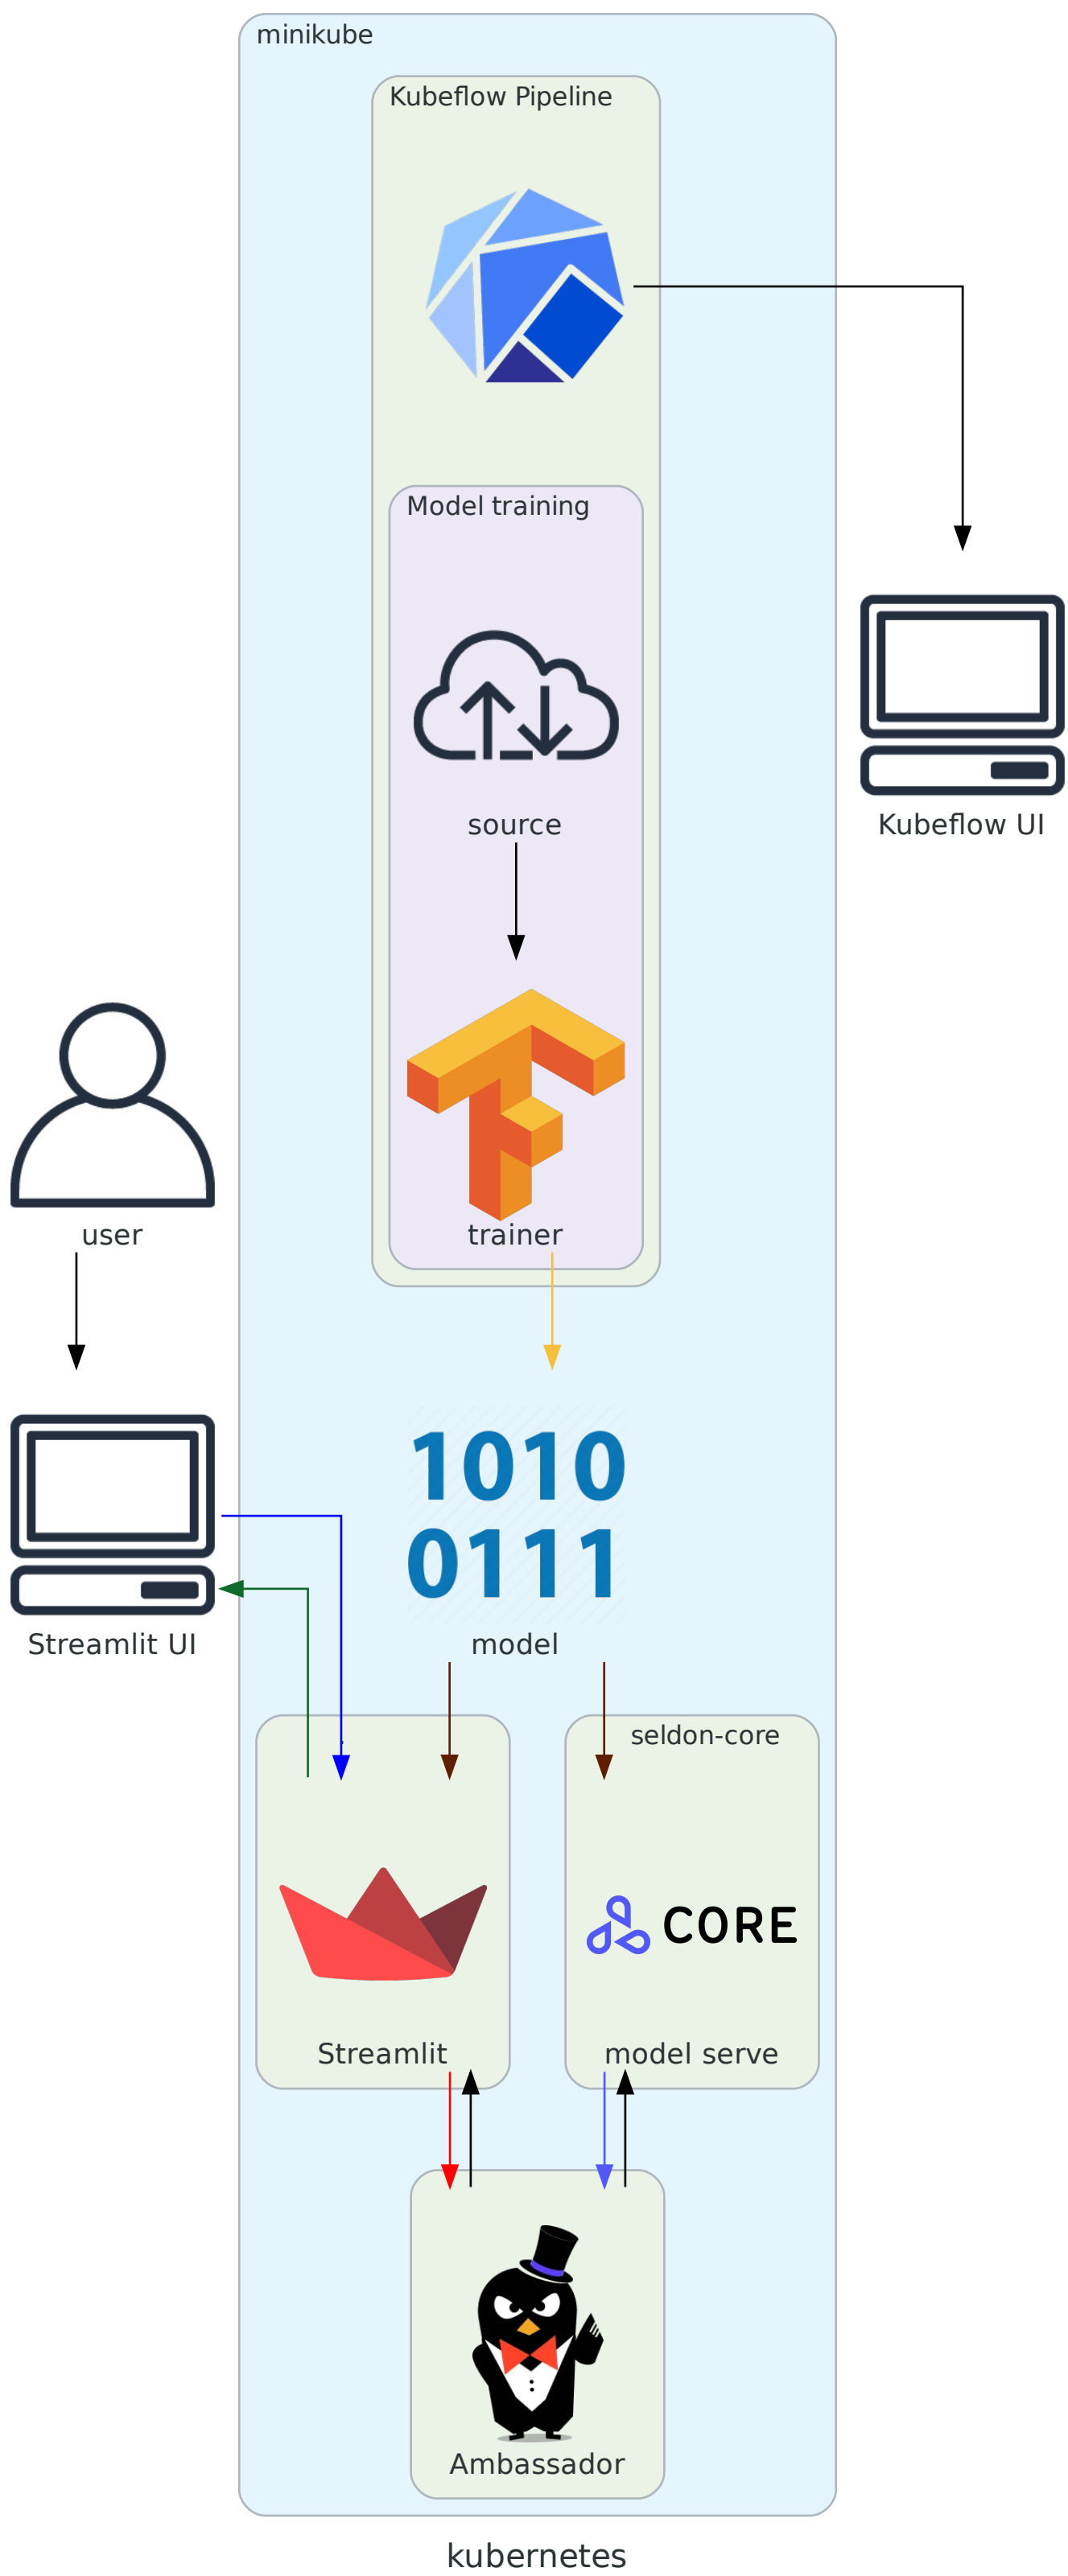 minikube
Kubeflow Pipeline
Model training
source
Kubeflow UI
user
trainer
1010
0111
Streamlit UI
model
seldon-core
CORE
Streamlit
model serve
Ambassador
kubernetes